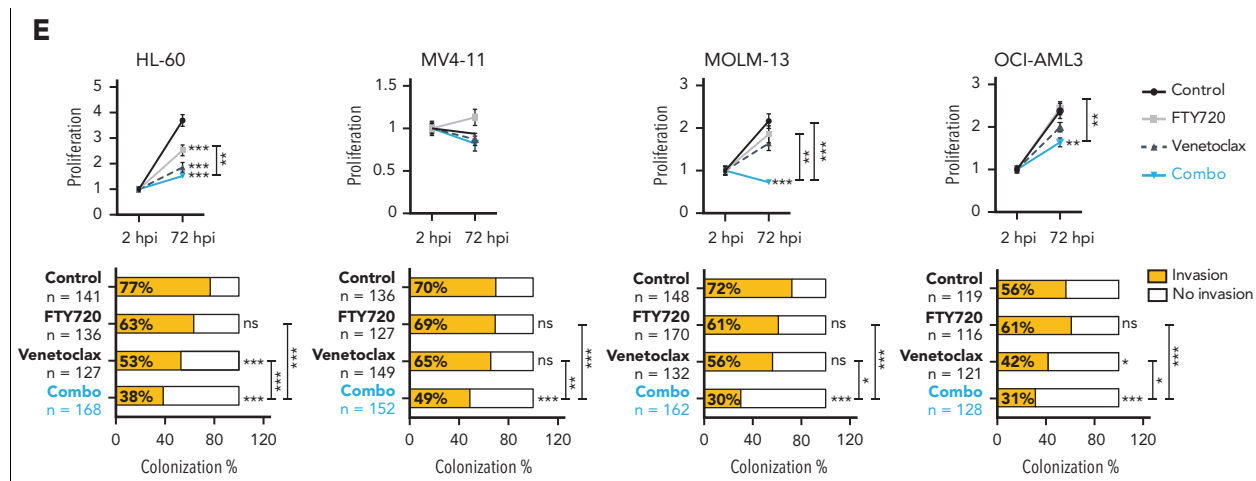 E
HL-60
MV4-11
MOLM-13
OCI-AML3
Proliferation
5
4
3
2
1
0
***
***
***
**
2 hpi 72 hpi
Proliferation
1.5
1
0.5
0
2 hpi 72 hpi
Proliferation
3
2
1
0
***
**
***
2 hpi 72 hpi
Proliferation
3
2
1
0
**
**
2 hpi 72 hpi
Control
FTY720
Venetoclax
Combo
Control
n = 141
77%
FTY720
n = 136
63%
ns
Venetoclax
n = 127
53%
***
Combo
n = 168
38%
***
***
***
0 40 80 120
Colonization %
Control
n = 136
70%
FTY720
n = 127
69%
ns
Venetoclax
n = 149
65%
ns
Combo
n = 152
49%
***
**
***
0 40 80 120
Colonization %
Control
n = 148
72%
FTY720
n = 170
61%
ns
Venetoclax
n = 132
56%
ns
Combo
n = 162
30%
***
*
***
0 40 80 120
Colonization %
Control
n = 119
56%
FTY720
n = 116
61%
ns
Venetoclax
n = 121
42%
*
Combo
n = 128
31%
***
*
***
0 40 80 120
Colonization %
Invasion
No invasion